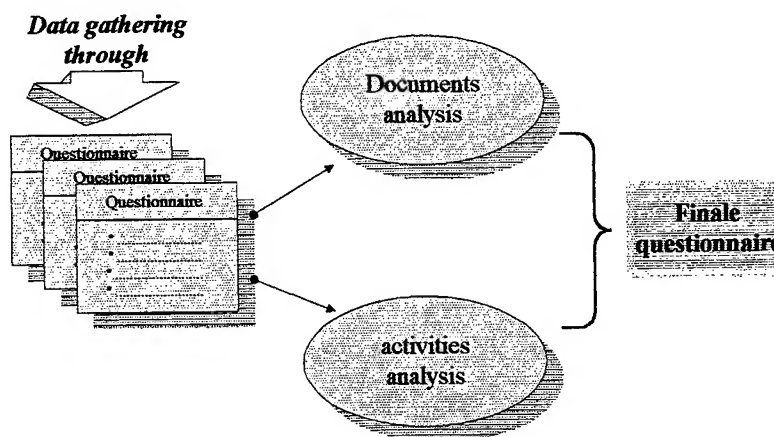 Data gathering
through
Questionnaire
Questionnaire
Questionnaire
Documents
analysis
activities
analysis
Finale
questionnaire